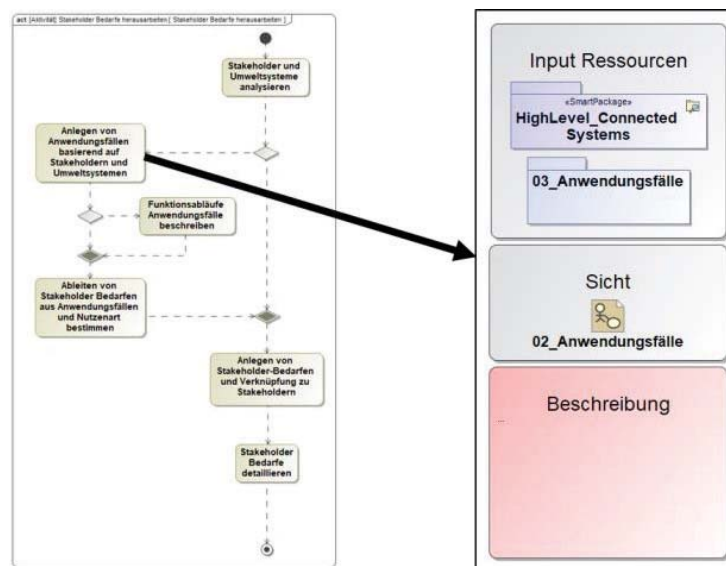 act [Aktivität] Stakeholder Bedarfe herausarbeiten [ Stakeholder Bedarfe herausarbeiten ]
Stakeholder und
Umweltsysteme
analysieren
Anlegen von
Anwendungsfällen
basierend auf
Stakeholdern und
Umweltsystemen
Funktionsabläufe
Anwendungsfälle
beschreiben
Ableiten von
Stakeholder Bedarfen
aus Anwendungsfällen
und Nutzenart
bestimmen
Anlegen von
Stakeholder-Bedarfen
und Verknüpfung zu
Stakeholdern
Stakeholder
Bedarfe
detaillieren
Input Ressourcen
«SmartPackage»
HighLevel_Connected
Systems
03_Anwendungsfälle
Sicht
02_Anwendungsfälle
Beschreibung
...